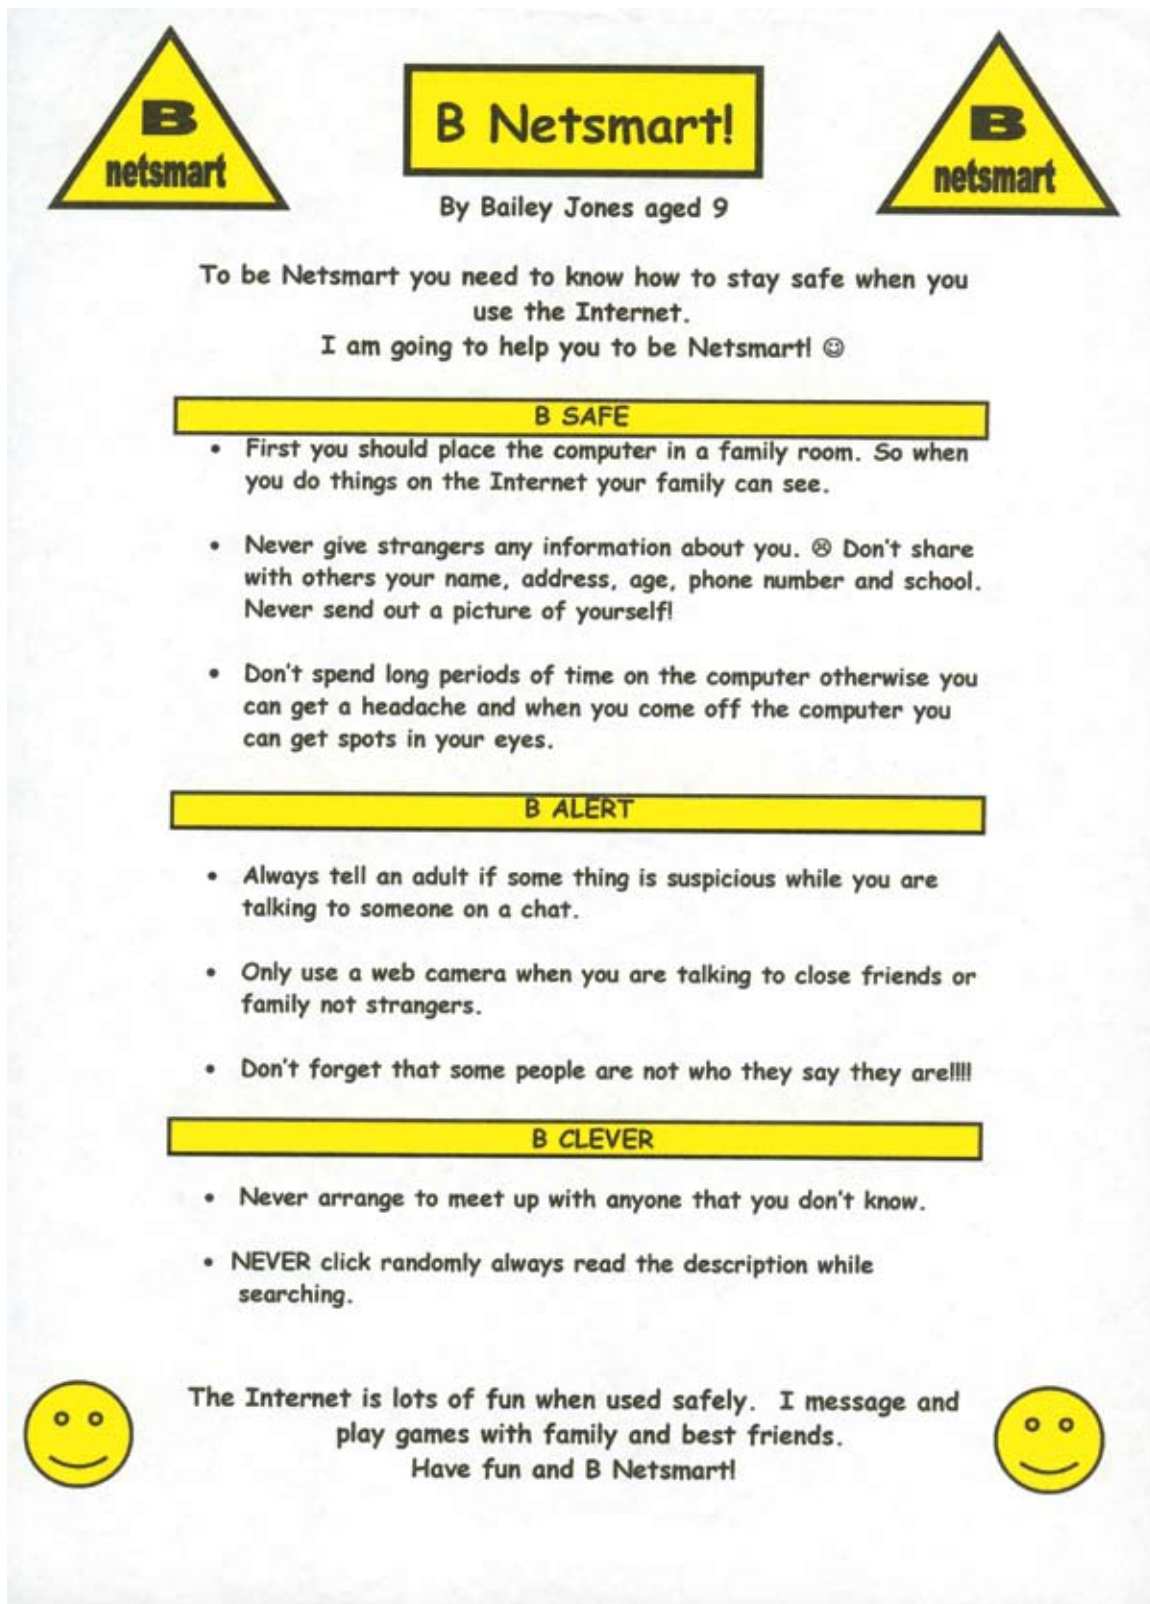 B
netsmart
B Netsmart!
B
netsmart
By Bailey Jones aged 9
To be Netsmart you need to know how to stay safe when you
use the Internet.
I am going to help you to be Netsmart! ☺
B SAFE
• First you should place the computer in a family room. So when
you do things on the Internet your family can see.
• Never give strangers any information about you. ☹ Don't share
with others your name, address, age, phone number and school.
Never send out a picture of yourself!
• Don't spend long periods of time on the computer otherwise you
can get a headache and when you come off the computer you
can get spots in your eyes.
B ALERT
• Always tell an adult if some thing is suspicious while you are
talking to someone on a chat.
• Only use a web camera when you are talking to close friends or
family not strangers.
• Don't forget that some people are not who they say they are!!!!
B CLEVER
• Never arrange to meet up with anyone that you don't know.
• NEVER click randomly always read the description while
searching.
The Internet is lots of fun when used safely. I message and
play games with family and best friends.
Have fun and B Netsmart!